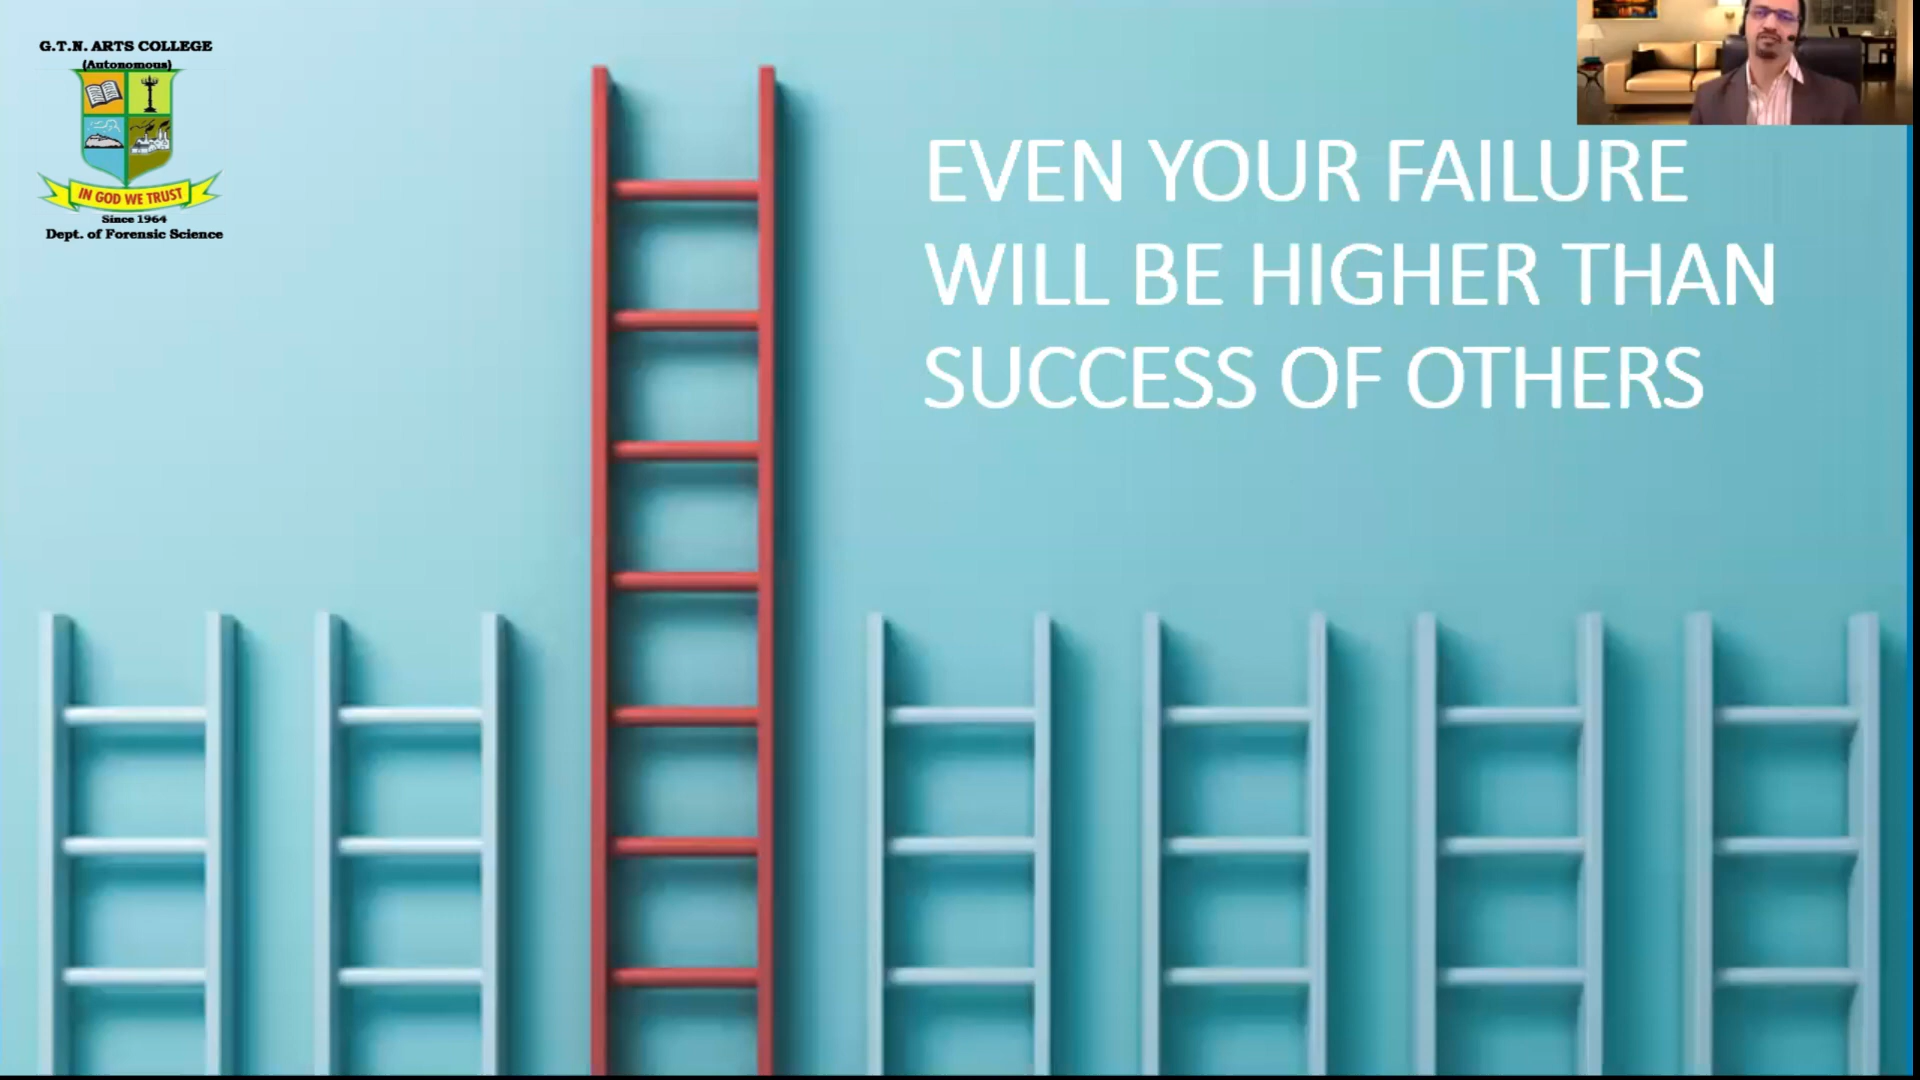 G.T.N. ARTS COLLEGE
(Autonomous)
IN GOD WE TRUST
Since 1964
Dept. of Forensic Science
EVEN YOUR FAILURE
WILL BE HIGHER THAN
SUCCESS OF OTHERS